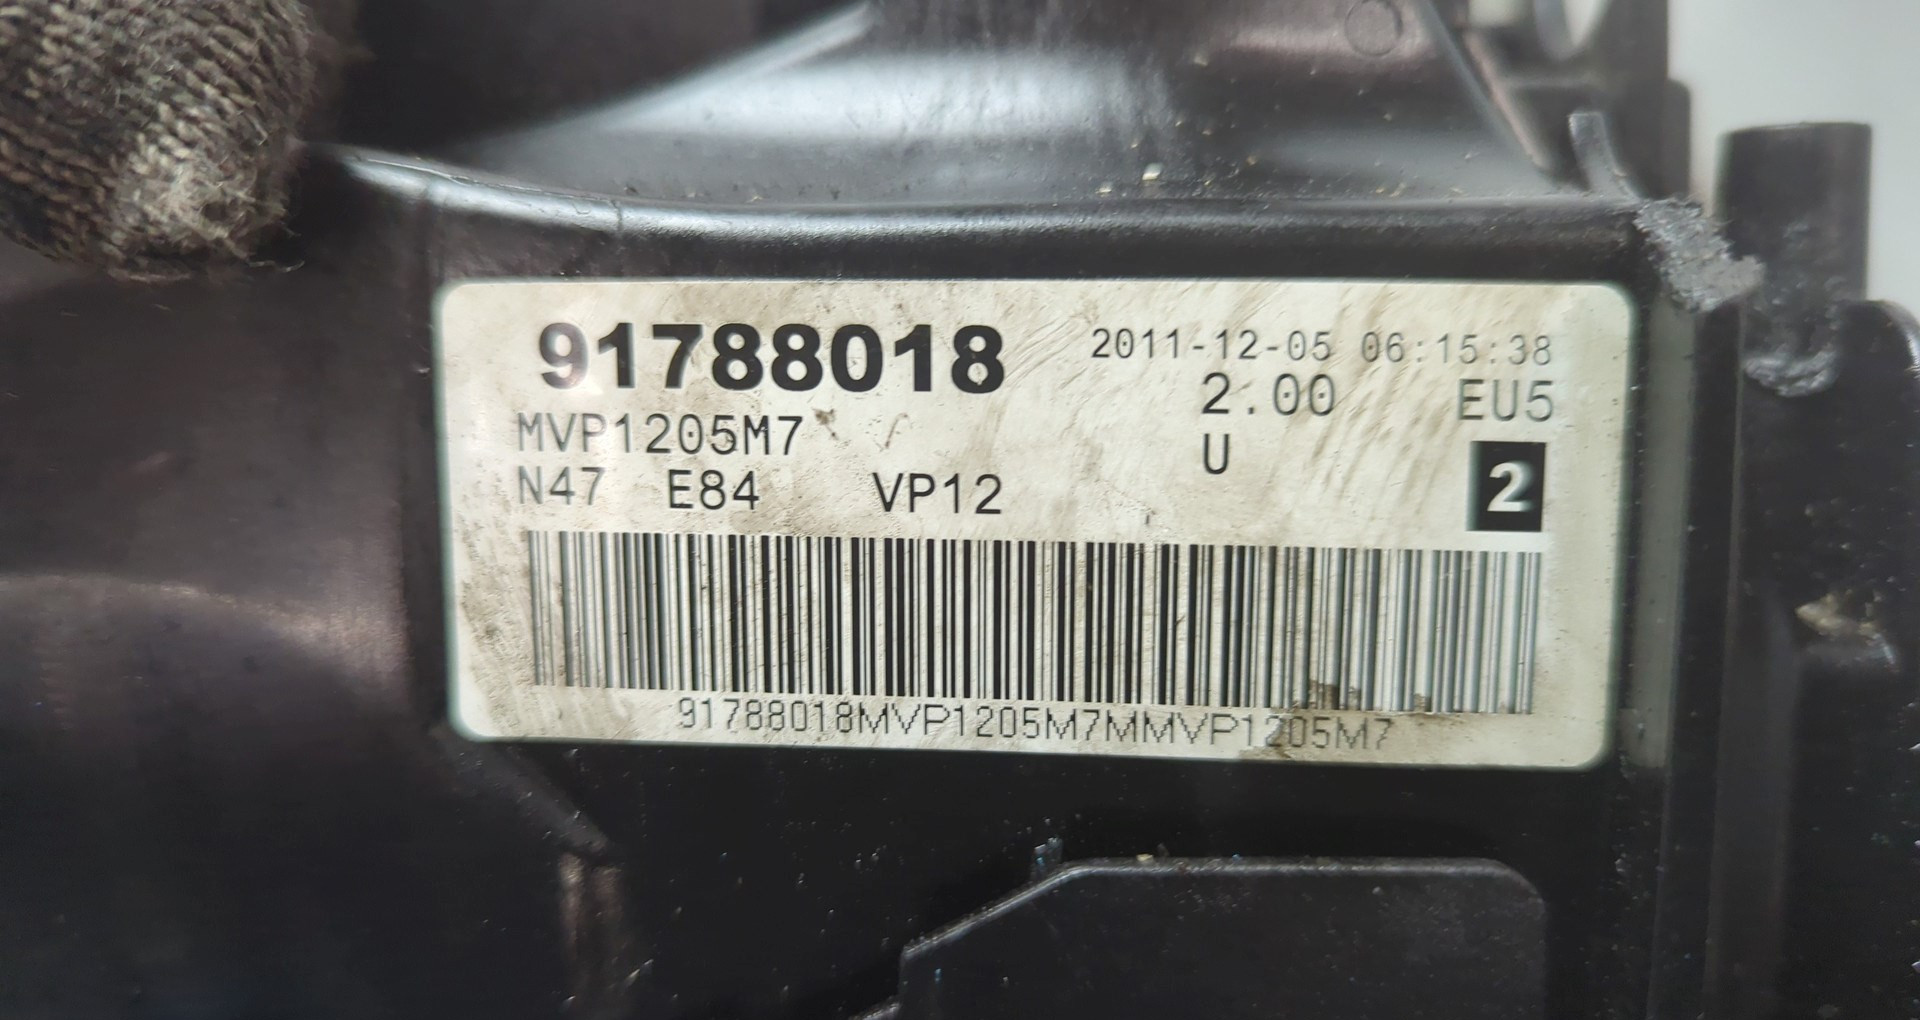 91788018 2011-12-05 06:15:38
MVP1205M7 2.00 EU5
N47 E84 VP12 U 2
91788018MVP1205M7MMVP1205M7